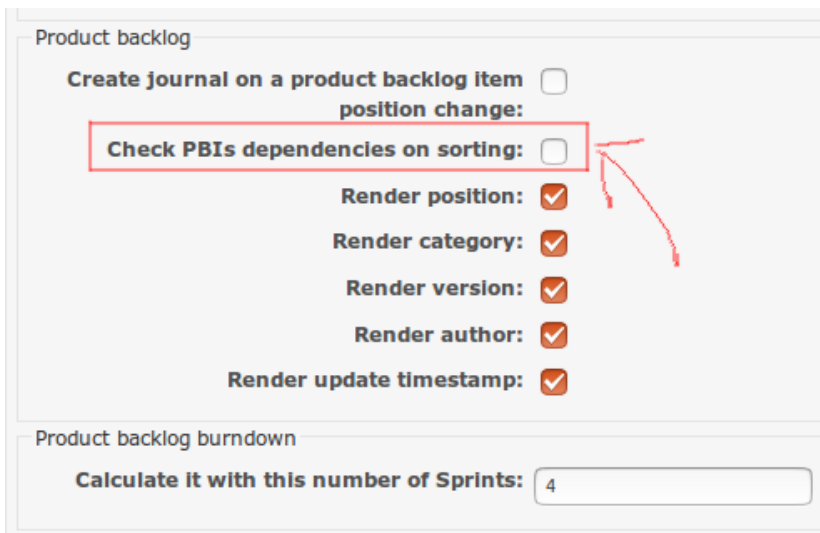 Product backlog
Create journal on a product backlog item
position change:
Check PBIs dependencies on sorting:
Render position:
Render category:
Render version:
Render author:
Render update timestamp:
Product backlog burndown
Calculate it with this number of Sprints: 4